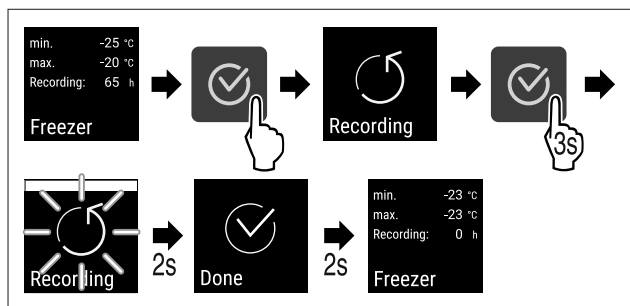 min. -25 °C
max. -20 °C
Recording: 65 h
Freezer
Recording
3s
Recording
2s
Done
2s
min. -23 °C
max. -23 °C
Recording: 0 h
Freezer